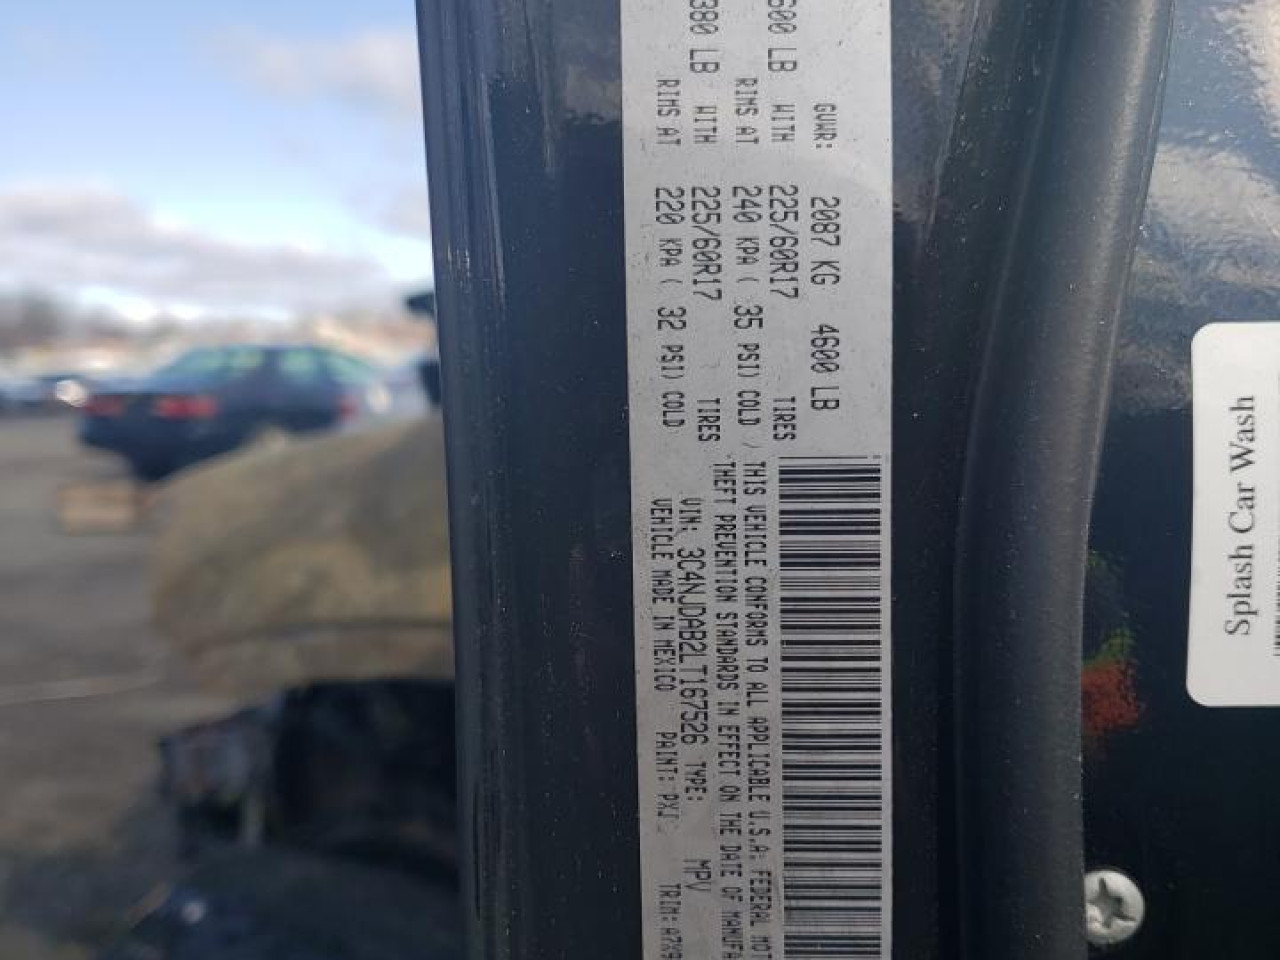 GVWR: 2087 KG 4600 LB
600 LB WITH 225/60R17 TIRES
RIMS AT 240 KPA ( 35 PSI) COLD
380 LB WITH 225/60R17 TIRES
RIMS AT 220 KPA ( 32 PSI) COLD
THIS VEHICLE CONFORMS TO ALL APPLICABLE U.S.A. FEDERAL MOT
THEFT PREVENTION STANDARDS IN EFFECT ON THE DATE OF MANUFA
VIN: 3C4NJDAB2LT167526 TYPE: MPV
VEHICLE MADE IN MEXICO PAINT: PXJ TRIM: A7X9
Splash Car Wash